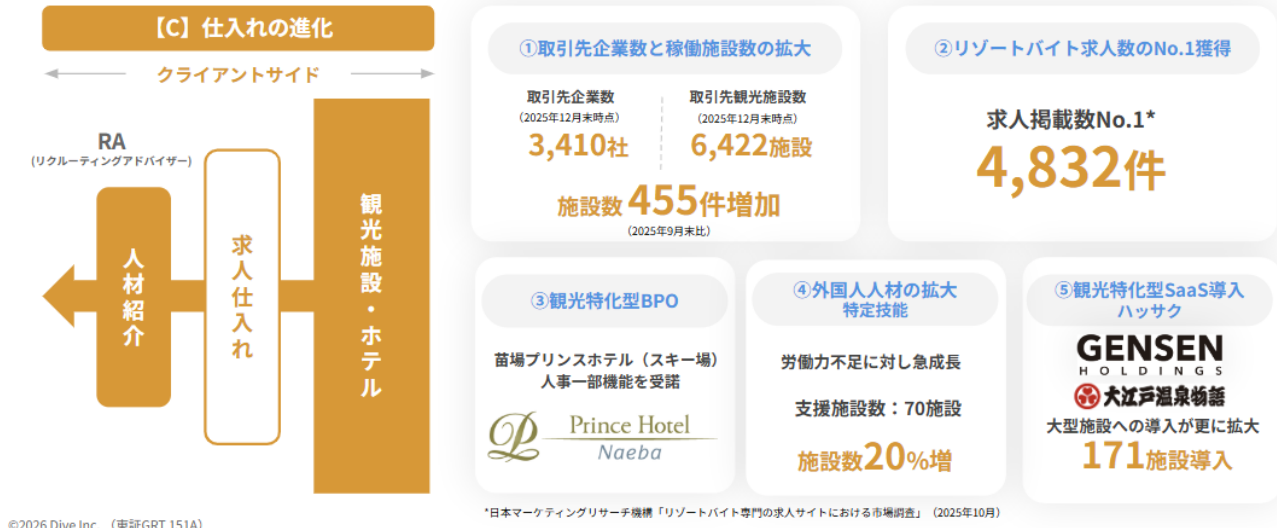 【C】仕入れの進化
クライアントサイド
RA
(リクルーティングアドバイザー)
人材紹介
求人仕入れ
観光施設・ホテル
①取引先企業数と稼働施設数の拡大
取引先企業数
（2025年12月末時点）
3,410社
取引先観光施設数
（2025年12月末時点）
6,422施設
施設数 455件増加
（2025年9月末比）
②リゾートバイト求人数のNo.1獲得
求人掲載数No.1*
4,832件
③観光特化型BPO
苗場プリンスホテル（スキー場）
人事一部機能を受諾
Prince Hotel
Naeba
④外国人人材の拡大
特定技能
労働力不足に対し急成長
支援施設数：70施設
施設数20%増
⑤観光特化型SaaS導入
ハッサク
GENSEN
HOLDINGS
大江戸温泉物語
大型施設への導入が更に拡大
171施設導入
*日本マーケティングリサーチ機構「リゾートバイト専門の求人サイトにおける市場調査」（2025年10月）
©2026 Dive Inc. （東証GRT 151A）